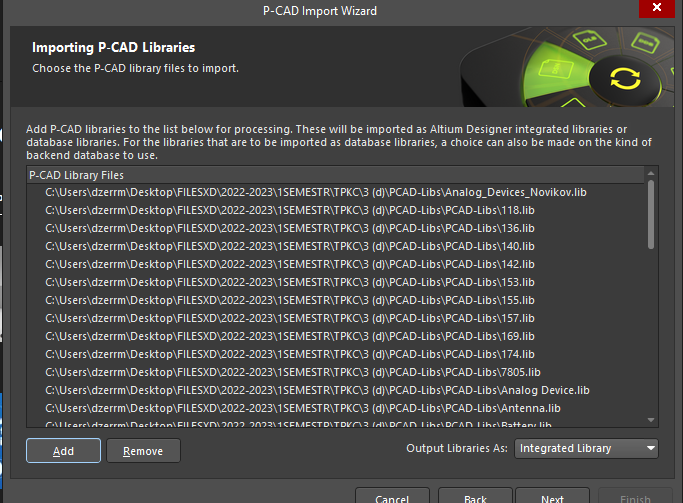 P-CAD Import Wizard
Importing P-CAD Libraries
Choose the P-CAD library files to import.
Add P-CAD libraries to the list below for processing. These will be imported as Altium Designer integrated libraries or
database libraries. For the libraries that are to be imported as database libraries, a choice can also be made on the kind of
backend database to use.
P-CAD Library Files
C:\Users\dzerrm\Desktop\FILESXD\2022-2023\1SEMESTR\TPKC\3 (d)\PCAD-Libs\Analog_Devices_Novikov.lib
C:\Users\dzerrm\Desktop\FILESXD\2022-2023\1SEMESTR\TPKC\3 (d)\PCAD-Libs\PCAD-Libs\118.lib
C:\Users\dzerrm\Desktop\FILESXD\2022-2023\1SEMESTR\TPKC\3 (d)\PCAD-Libs\PCAD-Libs\136.lib
C:\Users\dzerrm\Desktop\FILESXD\2022-2023\1SEMESTR\TPKC\3 (d)\PCAD-Libs\PCAD-Libs\140.lib
C:\Users\dzerrm\Desktop\FILESXD\2022-2023\1SEMESTR\TPKC\3 (d)\PCAD-Libs\PCAD-Libs\142.lib
C:\Users\dzerrm\Desktop\FILESXD\2022-2023\1SEMESTR\TPKC\3 (d)\PCAD-Libs\PCAD-Libs\153.lib
C:\Users\dzerrm\Desktop\FILESXD\2022-2023\1SEMESTR\TPKC\3 (d)\PCAD-Libs\PCAD-Libs\155.lib
C:\Users\dzerrm\Desktop\FILESXD\2022-2023\1SEMESTR\TPKC\3 (d)\PCAD-Libs\PCAD-Libs\157.lib
C:\Users\dzerrm\Desktop\FILESXD\2022-2023\1SEMESTR\TPKC\3 (d)\PCAD-Libs\PCAD-Libs\169.lib
C:\Users\dzerrm\Desktop\FILESXD\2022-2023\1SEMESTR\TPKC\3 (d)\PCAD-Libs\PCAD-Libs\174.lib
C:\Users\dzerrm\Desktop\FILESXD\2022-2023\1SEMESTR\TPKC\3 (d)\PCAD-Libs\PCAD-Libs\7805.lib
C:\Users\dzerrm\Desktop\FILESXD\2022-2023\1SEMESTR\TPKC\3 (d)\PCAD-Libs\PCAD-Libs\Analog Device.lib
C:\Users\dzerrm\Desktop\FILESXD\2022-2023\1SEMESTR\TPKC\3 (d)\PCAD-Libs\PCAD-Libs\Antenna.lib
C:\Users\dzerrm\Desktop\FILESXD\2022-2023\1SEMESTR\TPKC\3 (d)\PCAD-Libs\PCAD-Libs\Battery.lib
Add Remove Output Libraries As: Integrated Library
Cancel Back Next Finish